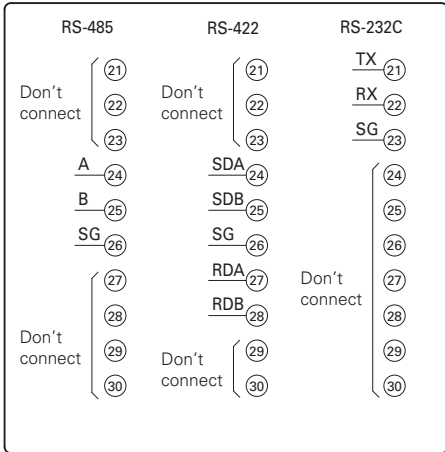 RS-485 RS-422 RS-232C
21 21 TX 21
Don't 22 Don't 22 RX 22
connect connect
23 23 SG 23
A 24 SDA 24 24
B 25 SDB 25 25
SG 26 SG 26 26
27 RDA 27 Don't 27
28 RDB 28 connect 28
Don't
connect 29 Don't 29 29
30 connect 30 30